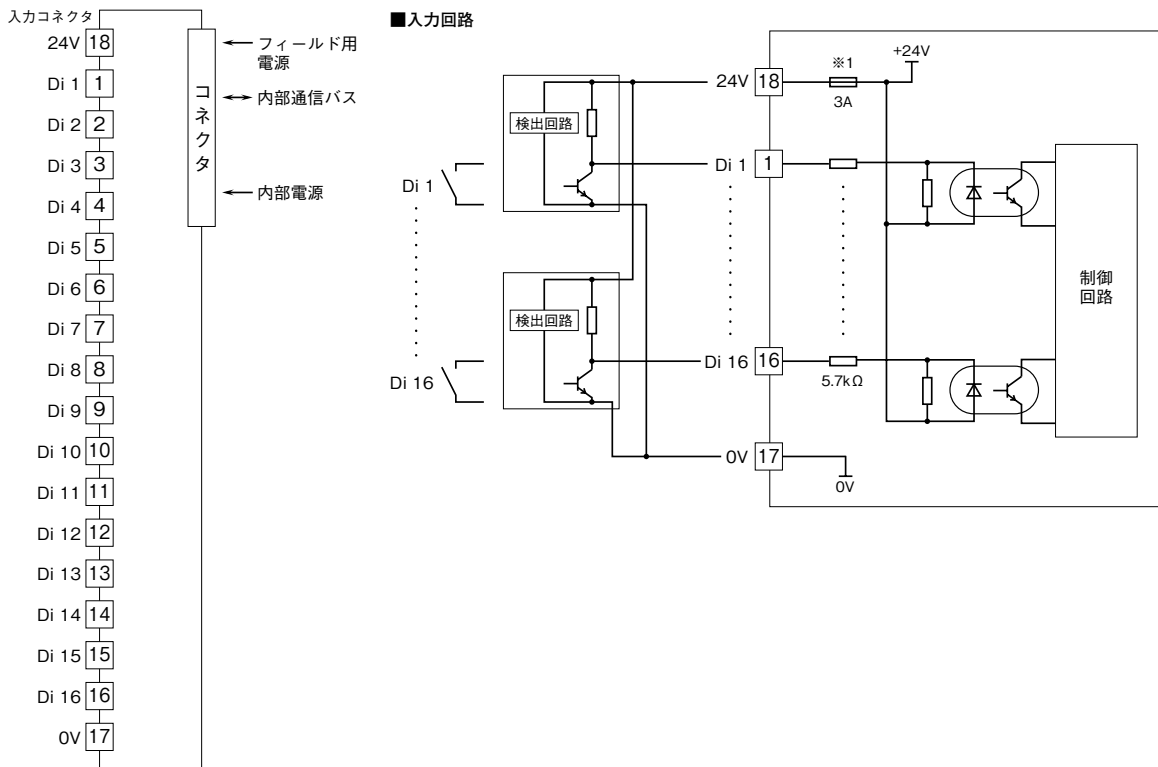 入力コネクタ
24V 18
Di 1 1
Di 2 2
Di 3 3
Di 4 4
Di 5 5
Di 6 6
Di 7 7
Di 8 8
Di 9 9
Di 10 10
Di 11 11
Di 12 12
Di 13 13
Di 14 14
Di 15 15
Di 16 16
0V 17
コネクタ
フィールド用
電源
内部通信バス
内部電源
■入力回路
24V 18
※1
3A
+24V
検出回路
Di 1
Di 1 1
検出回路
Di 16
Di 16 16
5.7kΩ
0V 17
0V
制御
回路